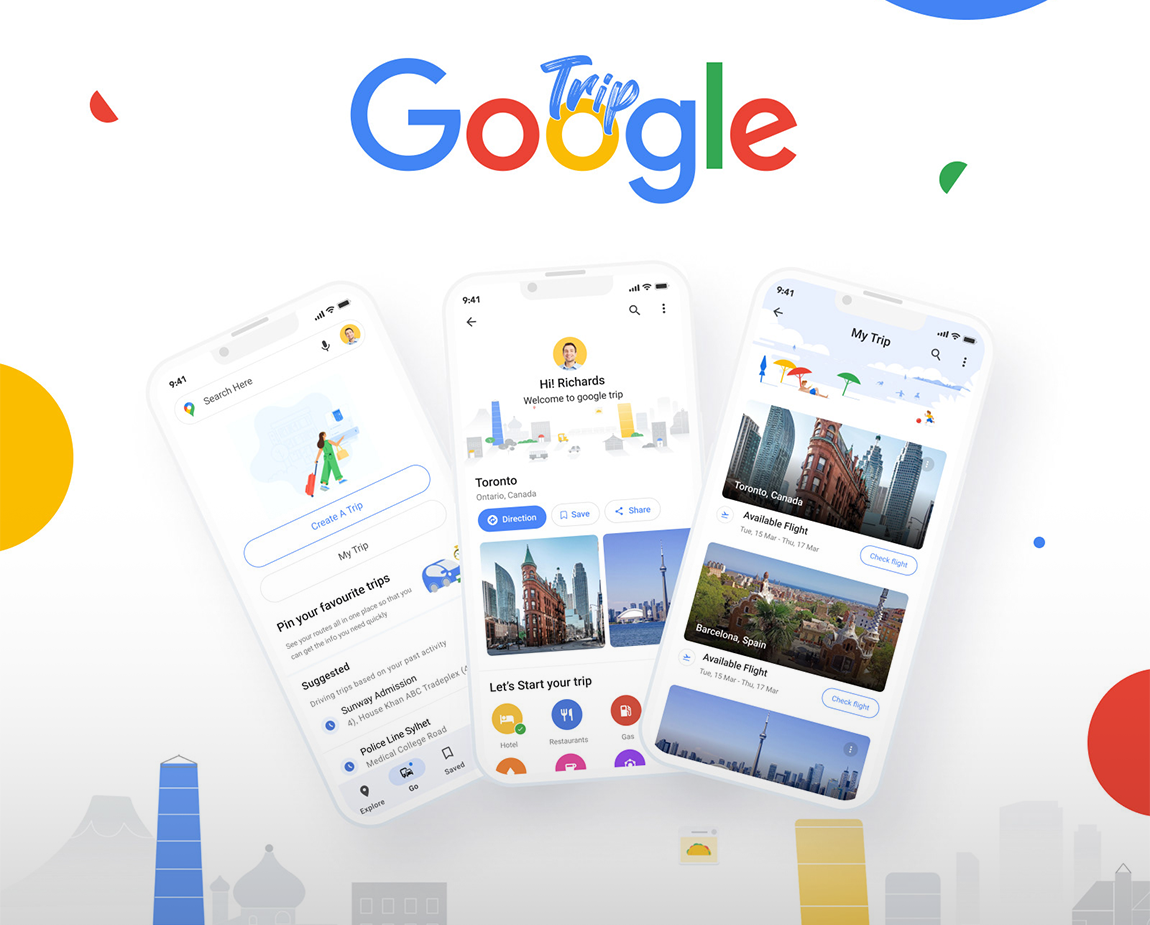 Google
Trip
9:41
Search Here
Create A Trip
My Trip
Pin your favourite trips
See your routes all in one place so that you
can get the info you need quickly
Suggested
Driving trips based on your past activity
Sunway Admission
4), House Khan ABC Tradeplex (4
Police Line Sylhet
Medical College Road
Explore
Go
Saved
9:41
Hi! Richards
Welcome to google trip
Toronto
Ontario, Canada
Direction
Save
Share
Let's Start your trip
Hotel
Restaurants
Gas
9:41
My Trip
Toronto, Canada
Available Flight
Tue, 15 Mar - Thu, 17 Mar
Check flight
Barcelona, Spain
Available Flight
Tue, 15 Mar - Thu, 17 Mar
Check flight